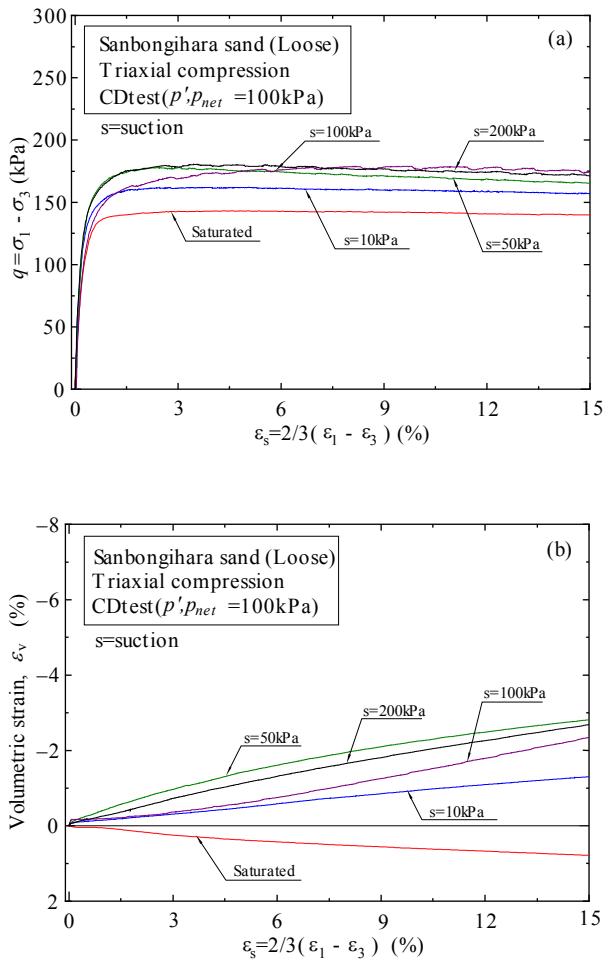 (a)
Sanbongihara sand (Loose)
Triaxial compression
CDtest(p′,p_net =100kPa)
s=suction
s=100kPa
s=200kPa
Saturated
s=10kPa
s=50kPa
300
250
200
150
100
50
0
q=σ1 - σ3 (kPa)
0 3 6 9 12 15
εs=2/3( ε1 - ε3 ) (%)
(b)
Sanbongihara sand (Loose)
Triaxial compression
CDtest(p′,p_net =100kPa)
s=suction
s=50kPa
s=200kPa
s=100kPa
s=10kPa
Saturated
−8
−6
−4
−2
0
2
Volumetric strain, εv (%)
0 3 6 9 12 15
εs=2/3( ε1 - ε3 ) (%)